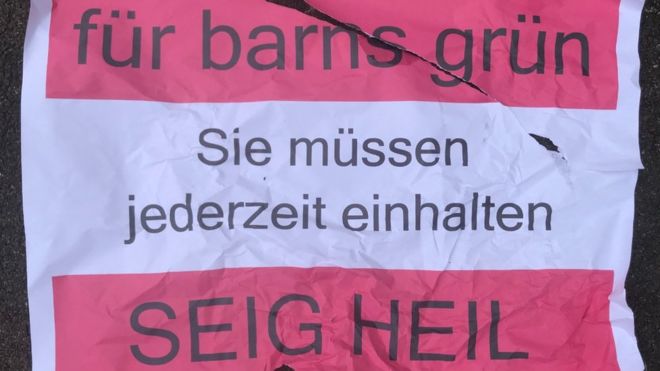 für barns grün
Sie müssen
jederzeit einhalten
SEIG HEIL